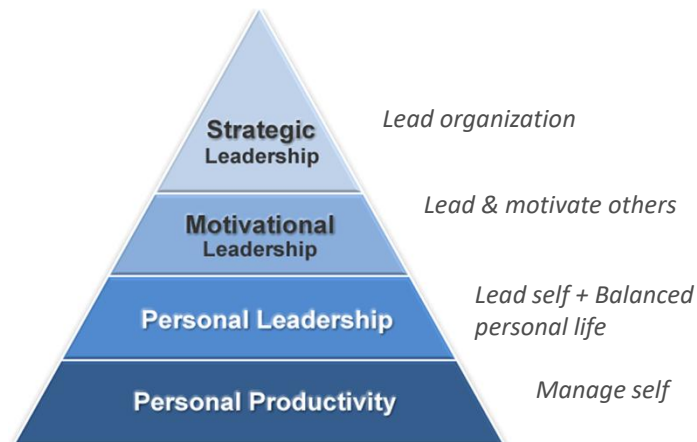 Strategic
Leadership
Lead organization
Motivational
Leadership
Lead & motivate others
Personal Leadership
Lead self + Balanced
personal life
Personal Productivity
Manage self